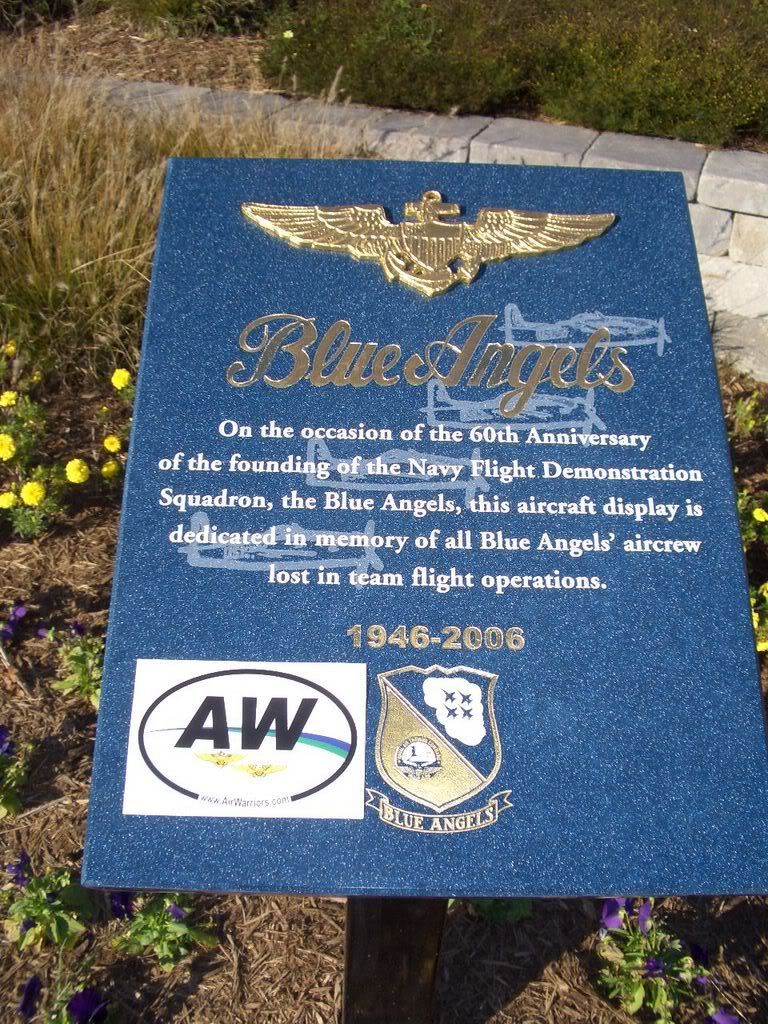 Blue Angels
On the occasion of the 60th Anniversary
of the founding of the Navy Flight Demonstration
Squadron, the Blue Angels, this aircraft display is
dedicated in memory of all Blue Angels' aircrew
lost in team flight operations.
1946-2006
AW
www.AirWarriors.com
1
BLUE ANGELS